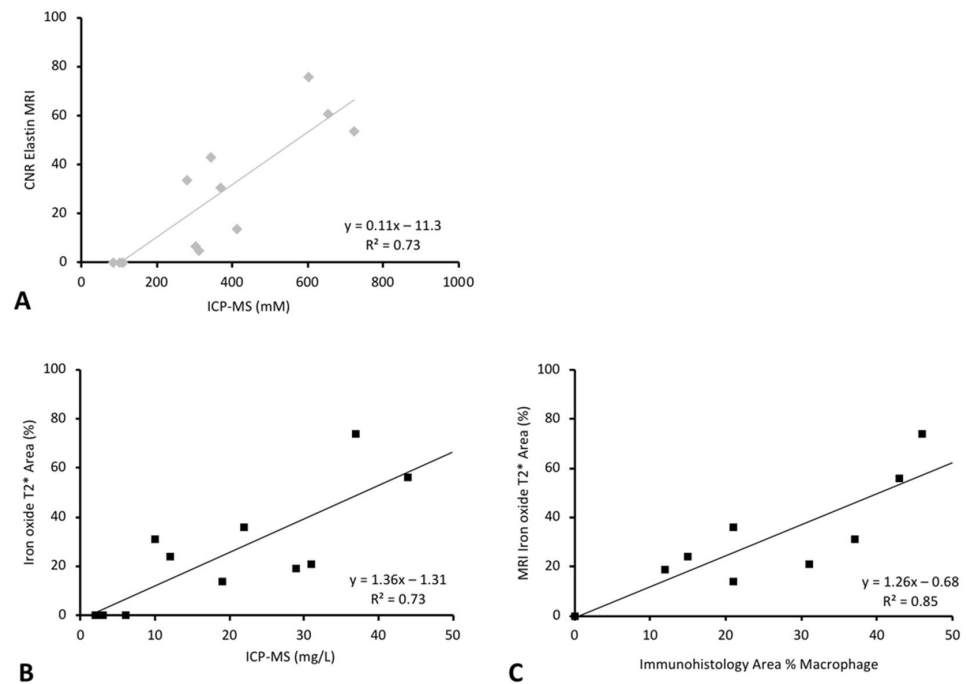 100
80
60
40
20
0
CNR Elastin MRI
y = 0.11x – 11.3
R² = 0.73
0 200 400 600 800 1000
ICP-MS (mM)
A
100
80
60
40
20
0
Iron oxide T2* Area (%)
y = 1.36x – 1.31
R² = 0.73
0 10 20 30 40 50
ICP-MS (mg/L)
B
100
80
60
40
20
0
MRI Iron oxide T2* Area (%)
y = 1.26x – 0.68
R² = 0.85
0 10 20 30 40 50
Immunohistology Area % Macrophage
C